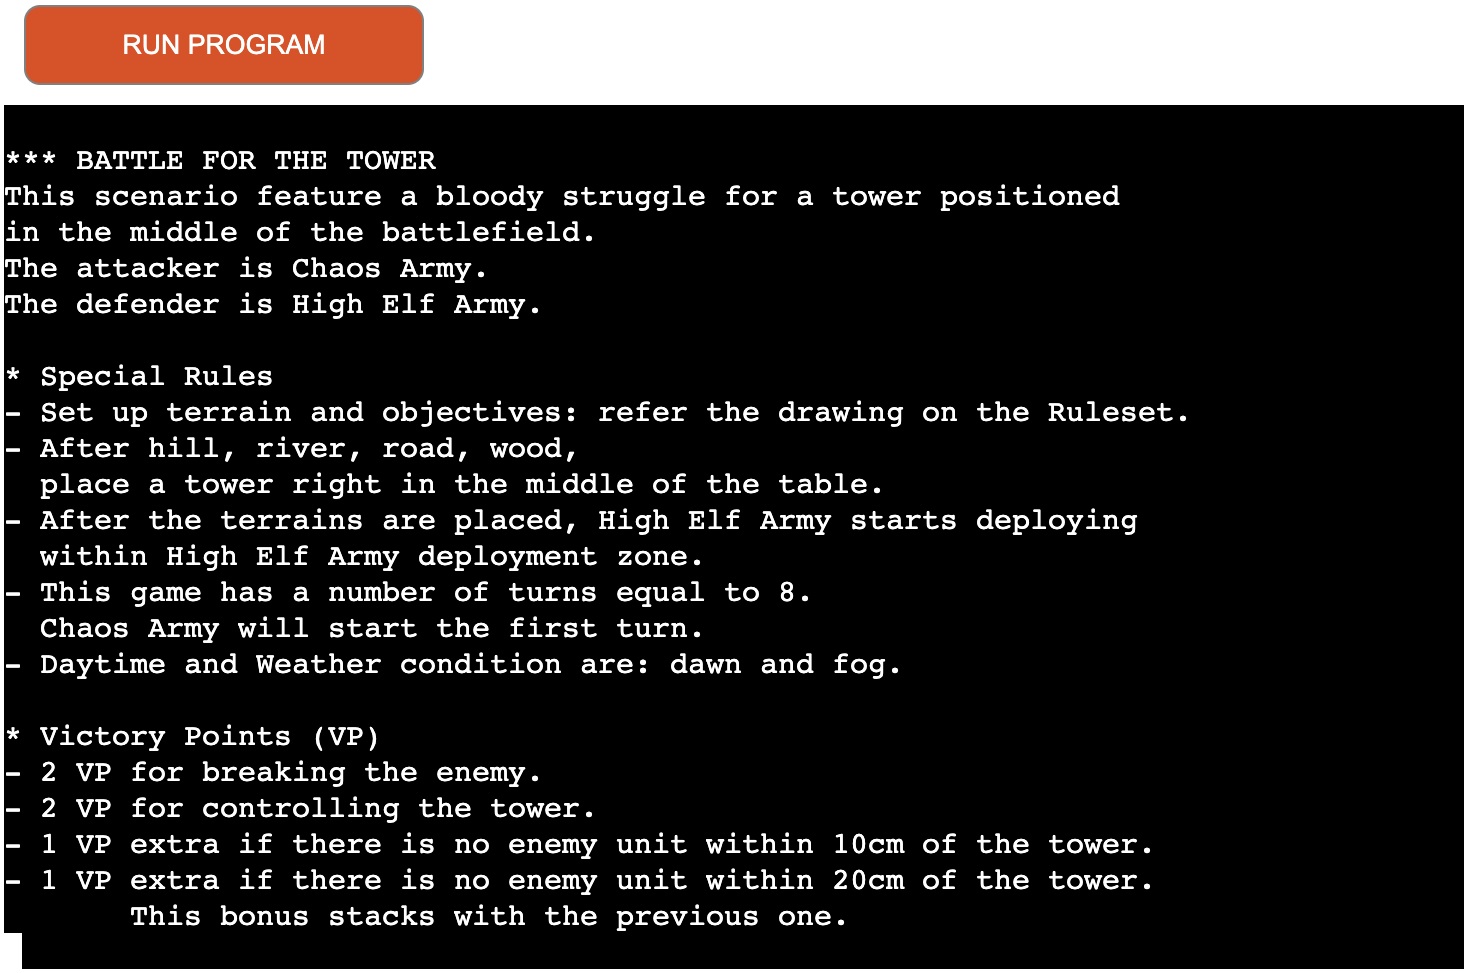 RUN PROGRAM
*** BATTLE FOR THE TOWER
This scenario feature a bloody struggle for a tower positioned
in the middle of the battlefield.
The attacker is Chaos Army.
The defender is High Elf Army.
* Special Rules
- Set up terrain and objectives: refer the drawing on the Ruleset.
- After hill, river, road, wood,
place a tower right in the middle of the table.
- After the terrains are placed, High Elf Army starts deploying
within High Elf Army deployment zone.
- This game has a number of turns equal to 8.
Chaos Army will start the first turn.
- Daytime and Weather condition are: dawn and fog.
* Victory Points (VP)
- 2 VP for breaking the enemy.
- 2 VP for controlling the tower.
- 1 VP extra if there is no enemy unit within 10cm of the tower.
- 1 VP extra if there is no enemy unit within 20cm of the tower.
This bonus stacks with the previous one.